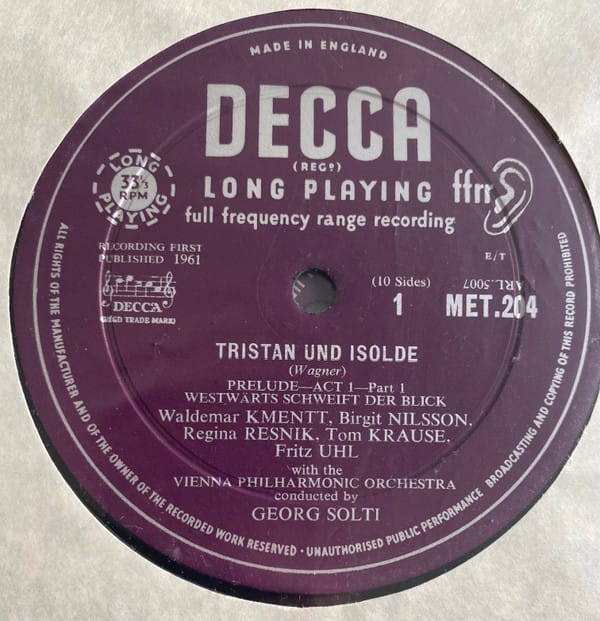 MADE IN ENGLAND
DECCA
(REGD)
LONG PLAYING
ffrr
full frequency range recording
LONG PLAYING
33⅓
RPM
RECORDING FIRST
PUBLISHED 1961
DECCA
(REGD TRADE MARK)
E/T
ARL.5007
(10 Sides)
1
MET.204
TRISTAN UND ISOLDE
(Wagner)
PRELUDE—ACT 1—Part 1
WESTWÄRTS SCHWEIFT DER BLICK
Waldemar KMENTT, Birgit NILSSON,
Regina RESNIK, Tom KRAUSE,
Fritz UHL
with the
VIENNA PHILHARMONIC ORCHESTRA
conducted by
GEORG SOLTI
ALL RIGHTS OF THE MANUFACTURER AND OF THE OWNER OF THE RECORDED WORK RESERVED · UNAUTHORISED PUBLIC PERFORMANCE BROADCASTING AND COPYING OF THIS RECORD PROHIBITED